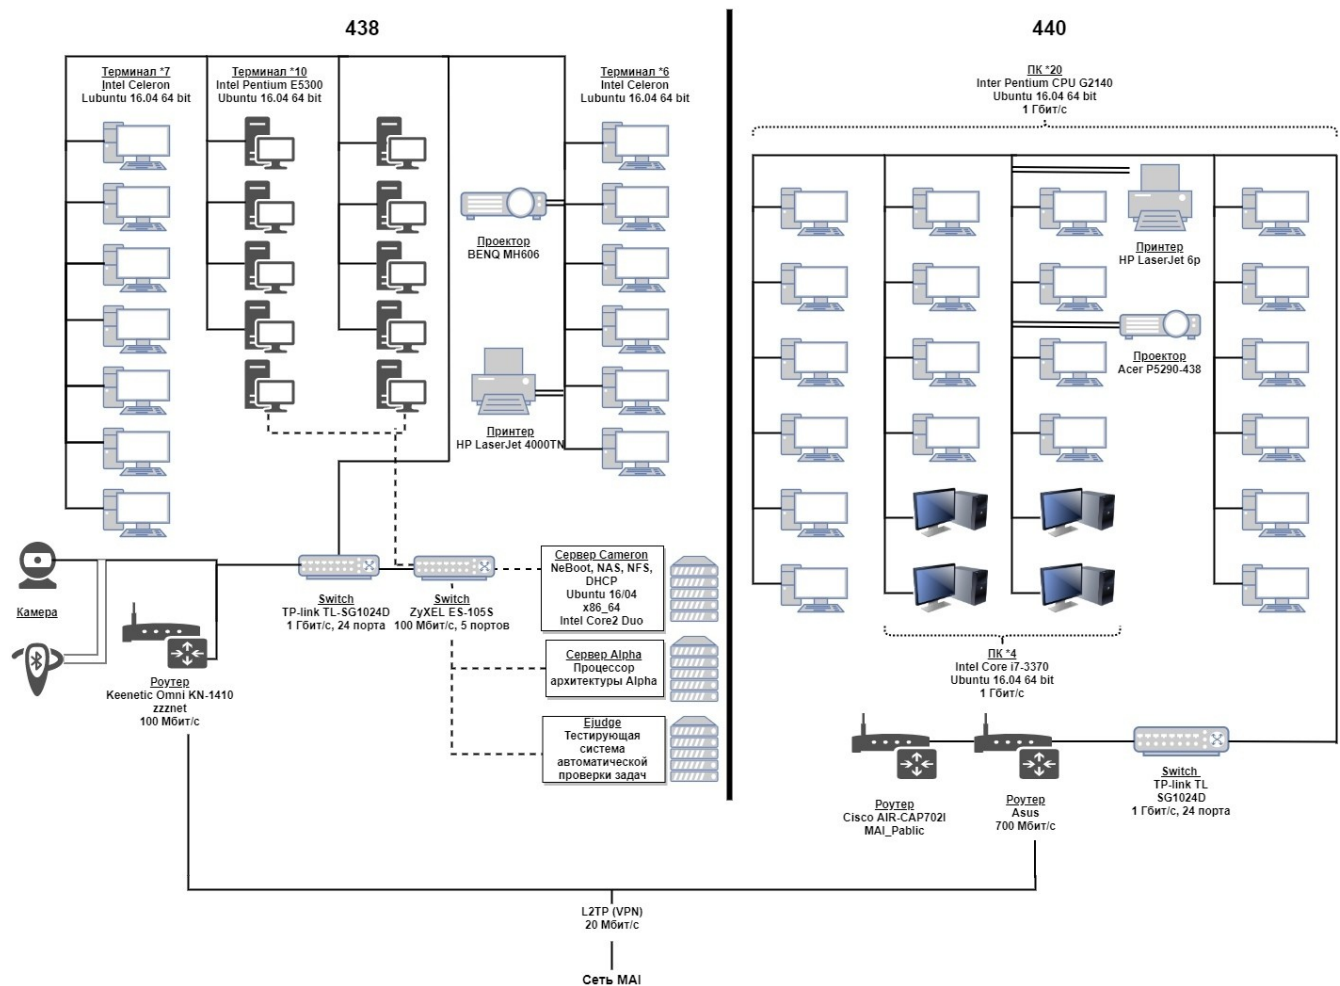 438
440
Терминал *7
Intel Celeron
Lubuntu 16.04 64 bit
Терминал *10
Intel Pentium E5300
Ubuntu 16.04 64 bit
Терминал *6
Intel Celeron
Lubuntu 16.04 64 bit
ПК *20
Inter Pentium CPU G2140
Ubuntu 16.04 64 bit
1 Гбит/с
Проектор
BENQ MH606
Принтер
HP LaserJet 4000TN
Принтер
HP LaserJet 6p
Проектор
Acer P5290-438
Камера
Роутер
Keenetic Omni KN-1410
zzznet
100 Мбит/с
Switch
TP-link TL-SG1024D
1 Гбит/с, 24 порта
Switch
ZyXEL ES-105S
100 Мбит/с, 5 портов
Сервер Cameron
NeBoot, NAS, NFS,
DHCP
Ubuntu 16/04
x86_64
Intel Core2 Duo
Сервер Alpha
Процессор
архитектуры Alpha
Ejudge
Тестирующая
система
автоматической
проверки задач
ПК *4
Intel Core i7-3370
Ubuntu 16.04 64 bit
1 Гбит/с
Роутер
Cisco AIR-CAP702I
MAI_Pablic
Роутер
Asus
700 Мбит/с
Switch
TP-link TL
SG1024D
1 Гбит/с, 24 порта
L2TP (VPN)
20 Мбит/с
Сеть MAI